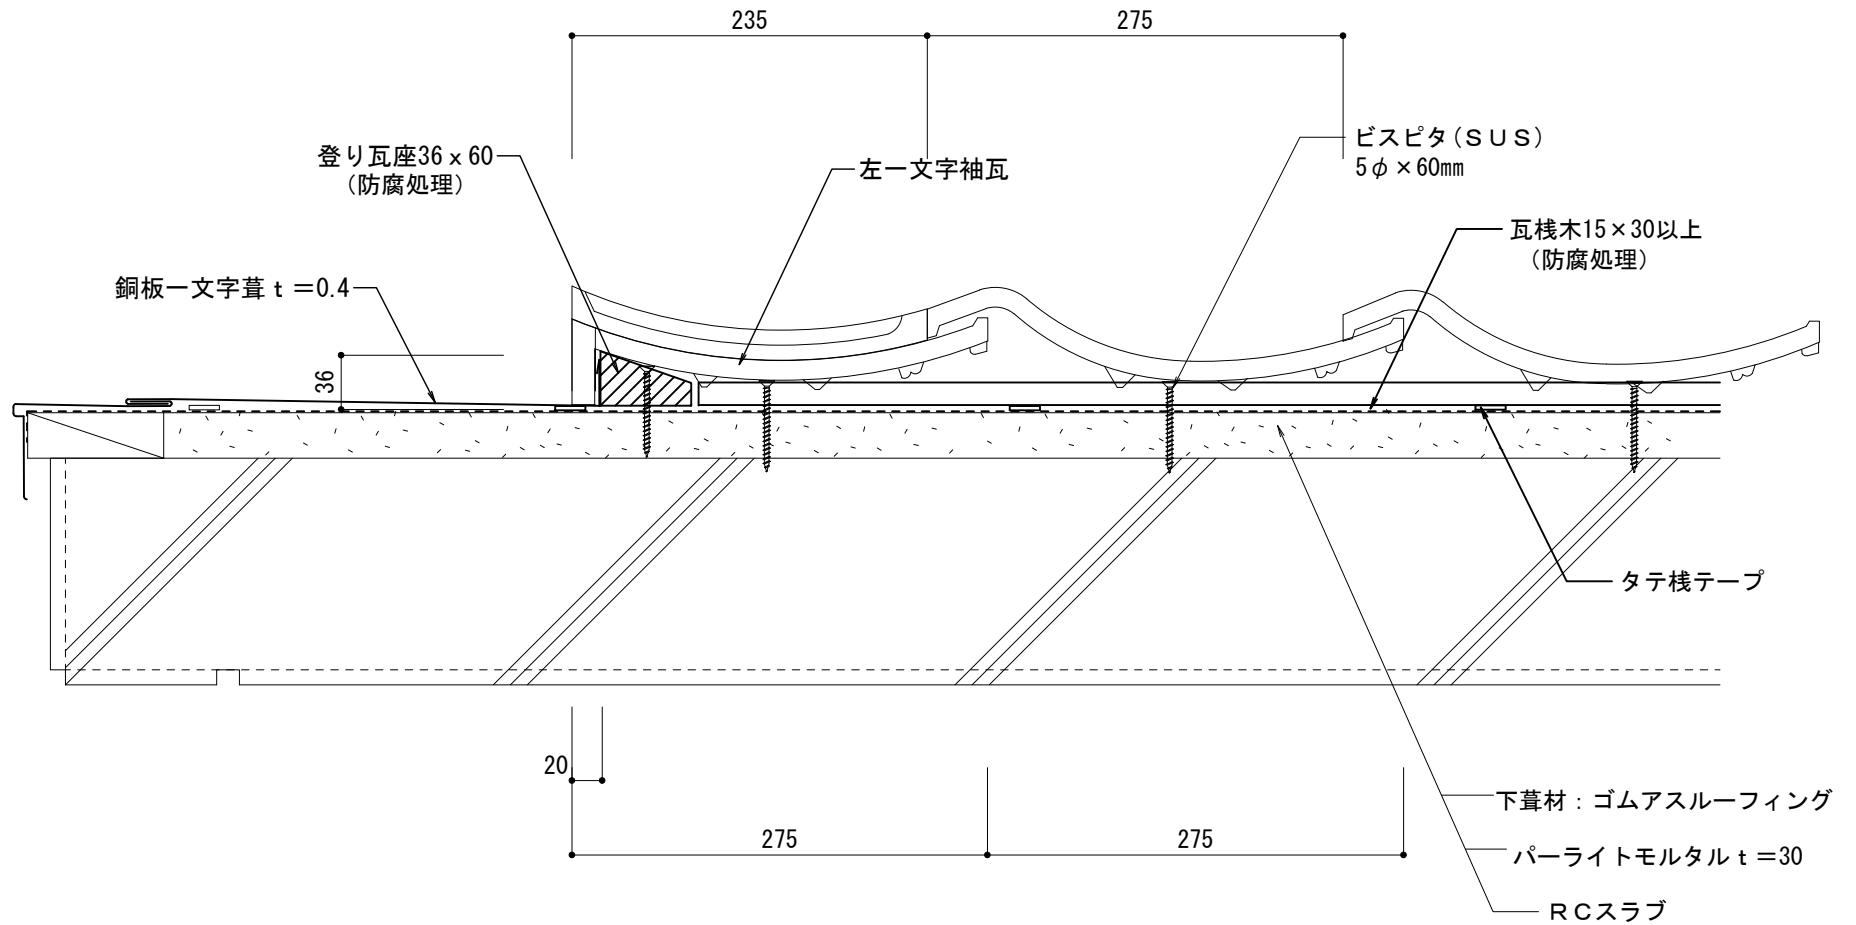 235
275
登り瓦座36x60
(防腐処理)
左一文字袖瓦
ビスピタ(ＳＵＳ)
5φ×60㎜
瓦桟木15×30以上
(防腐処理)
銅板一文字葺ｔ＝0.4
36
タテ桟テープ
20
275
275
下葺材：ゴムアスルーフィング
パーライトモルタルｔ＝30
ＲＣスラブ